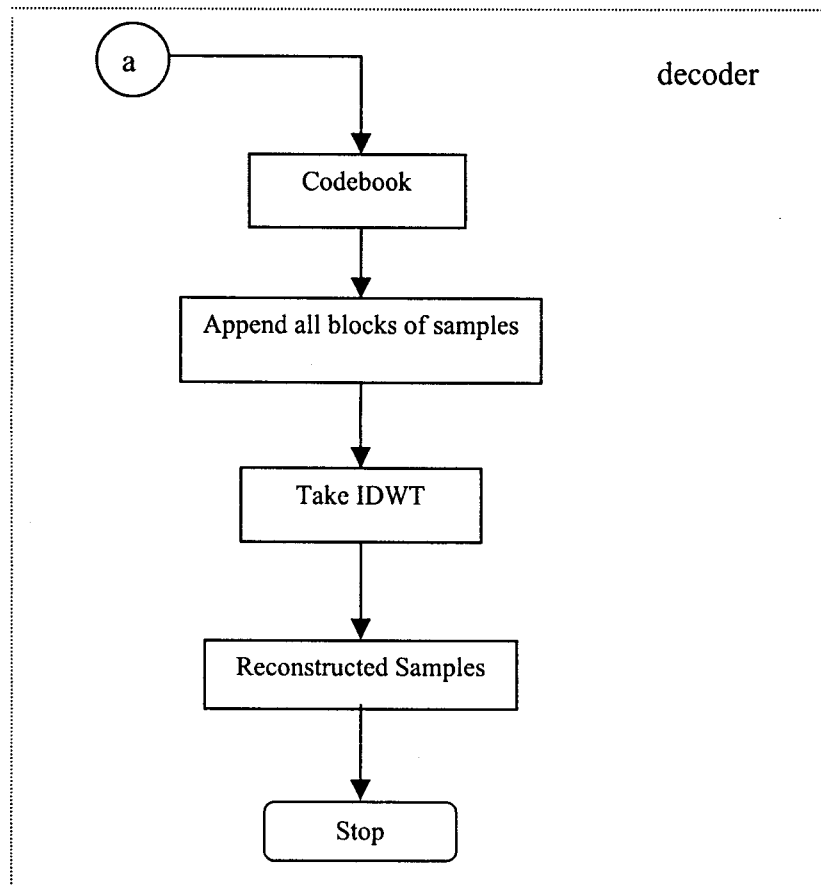 a
decoder
Codebook
Append all blocks of samples
Take IDWT
Reconstructed Samples
Stop